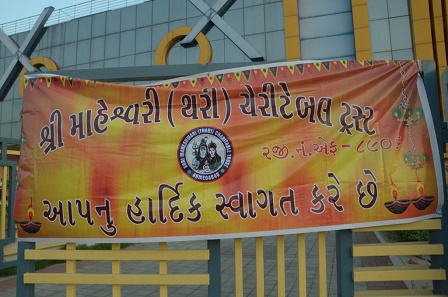 શ્રી માહેશ્વરી (થરી) ચેરીટેબલ ટ્રસ્ટ
રજી. નં. એફ - ૮૯૦
આપનુ હાર્દિક સ્વાગત કરે છે